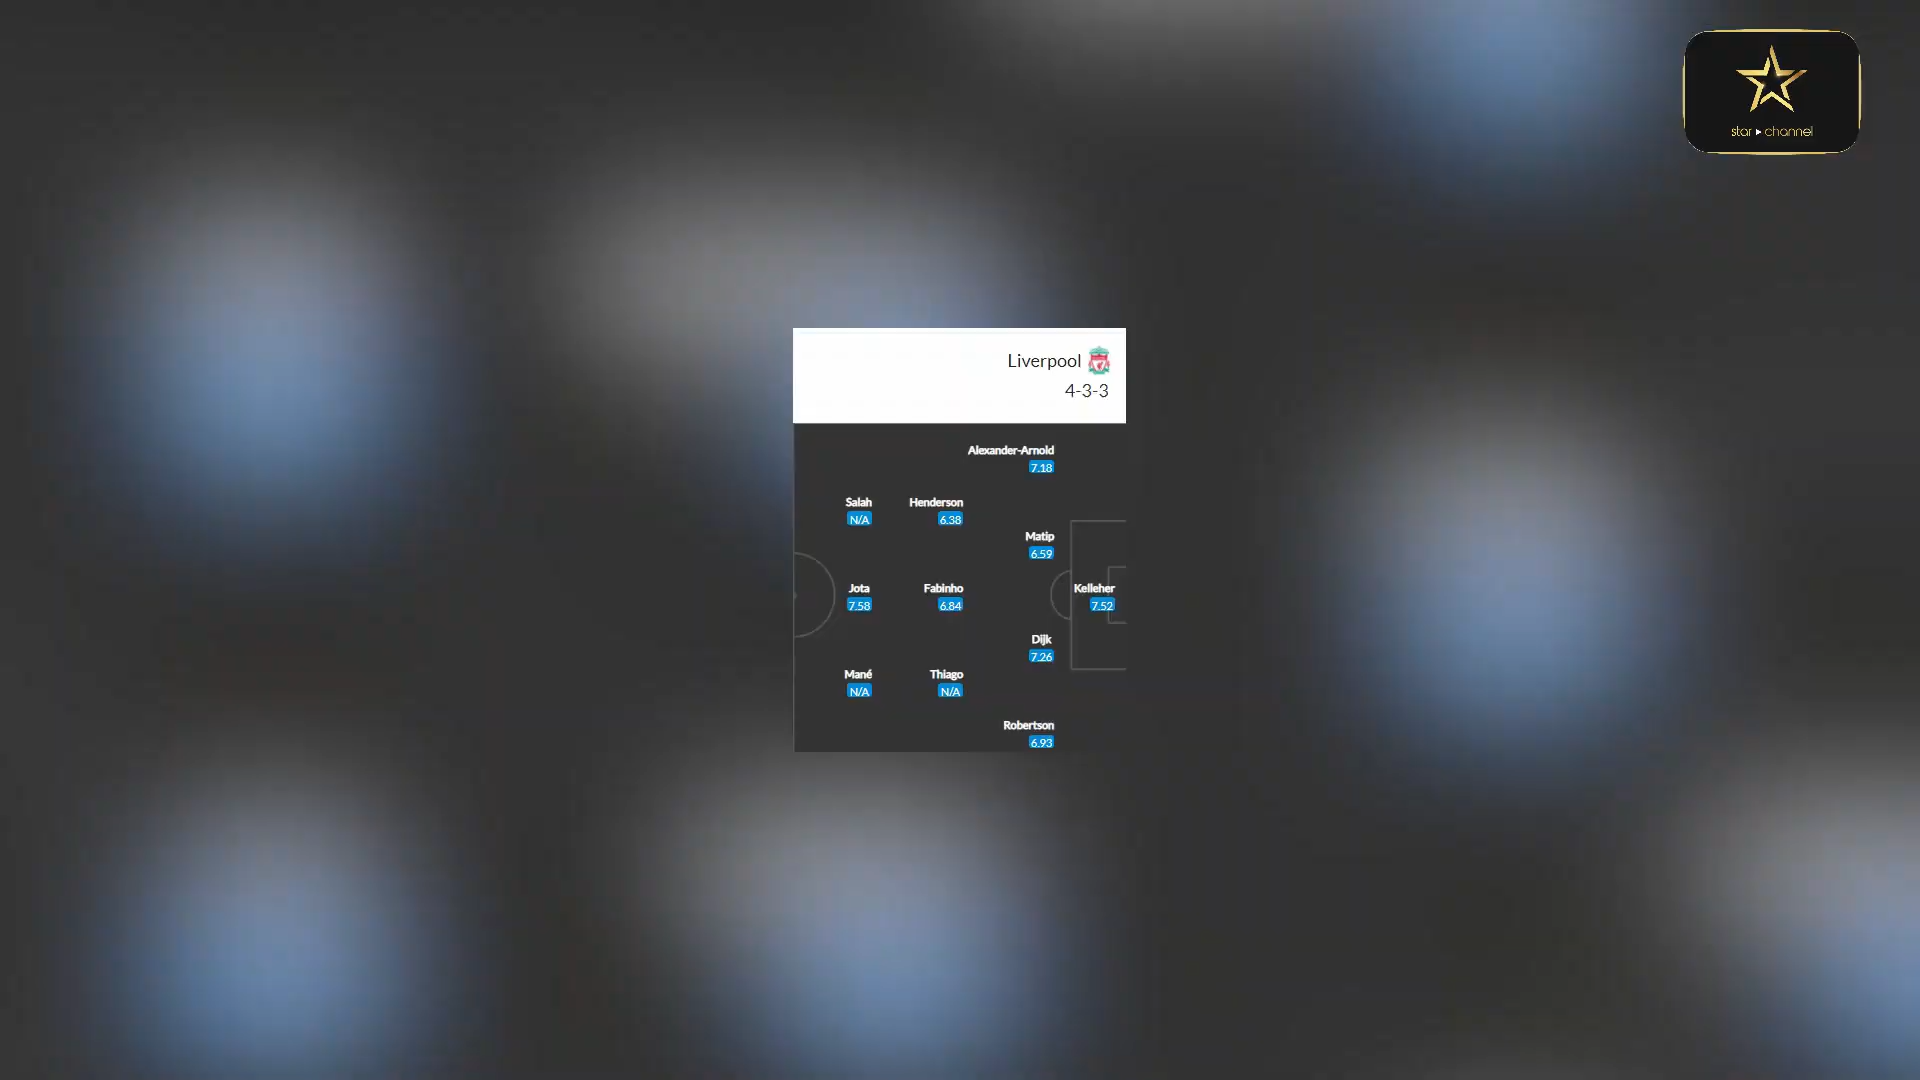 star channel
Liverpool
4-3-3
Alexander-Arnold
7.18
Salah
N/A
Henderson
6.38
Matip
6.59
Jota
7.58
Fabinho
6.84
Kelleher
7.52
Dijk
7.26
Mané
N/A
Thiago
N/A
Robertson
6.93